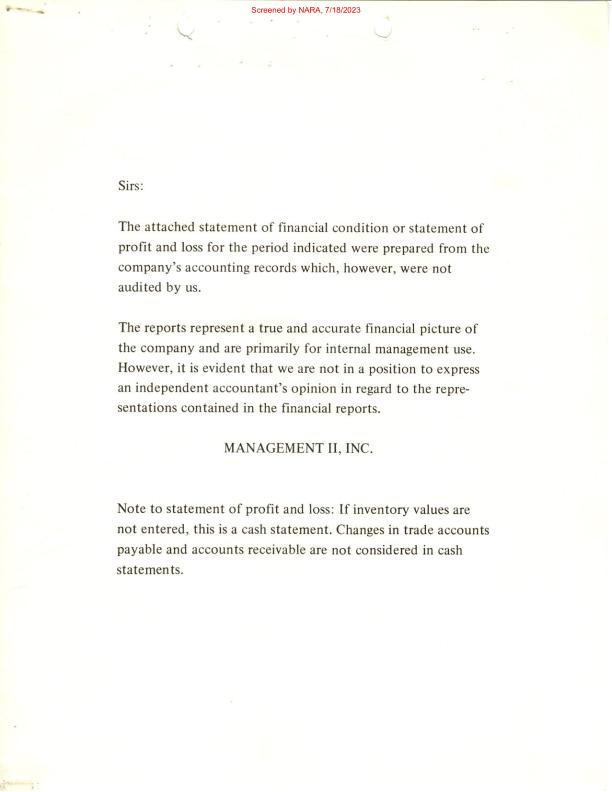 Screened by NARA, 7/18/2023
Sirs:
The attached statement of financial condition or statement of
profit and loss for the period indicated were prepared from the
company's accounting records which, however, were not
audited by us.
The reports represent a true and accurate financial picture of
the company and are primarily for internal management use.
However, it is evident that we are not in a position to express
an independent accountant's opinion in regard to the repre-
sentations contained in the financial reports.
MANAGEMENT II, INC.
Note to statement of profit and loss: If inventory values are
not entered, this is a cash statement. Changes in trade accounts
payable and accounts receivable are not considered in cash
statements.